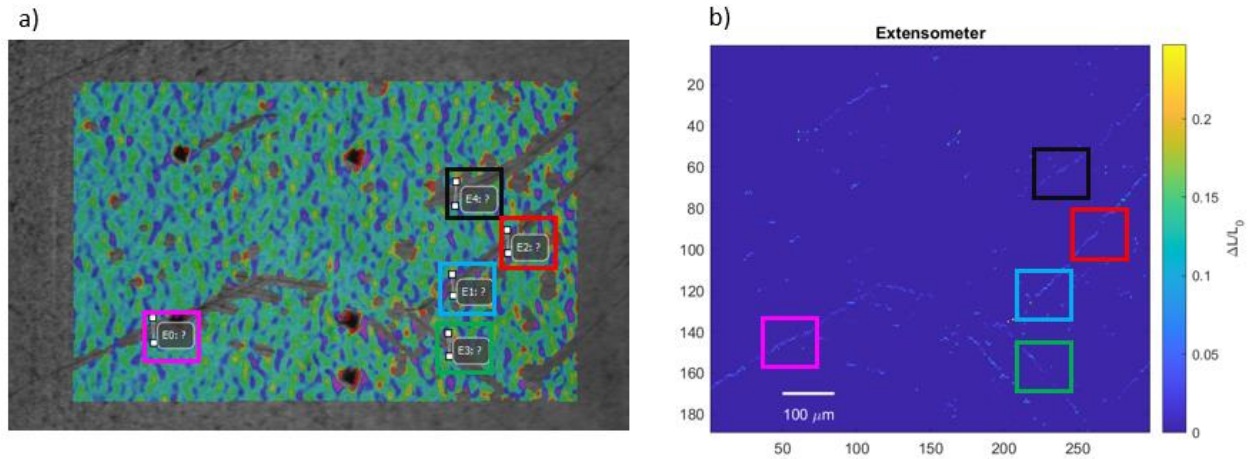 a)
E4: ?
E2: ?
E1: ?
E0: ?
E3: ?
b)
Extensometer
20
40
60
80
100
120
140
160
180
50
100
150
200
250
100 μm
0.2
0.15
0.1
0.05
0
ΔL/L₀